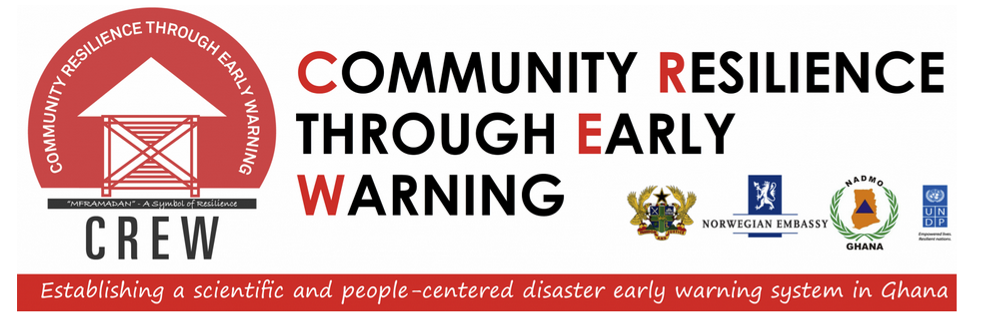 COMMUNITY RESILIENCE THROUGH EARLY WARNING
"MFRAMADAN" - A Symbol of Resilience
CREW
COMMUNITY RESILIENCE
THROUGH EARLY
WARNING
NORWEGIAN EMBASSY
NADMO
GHANA
U N
D P
Empowered lives.
Resilient nations.
Establishing a scientific and people-centered disaster early warning system in Ghana